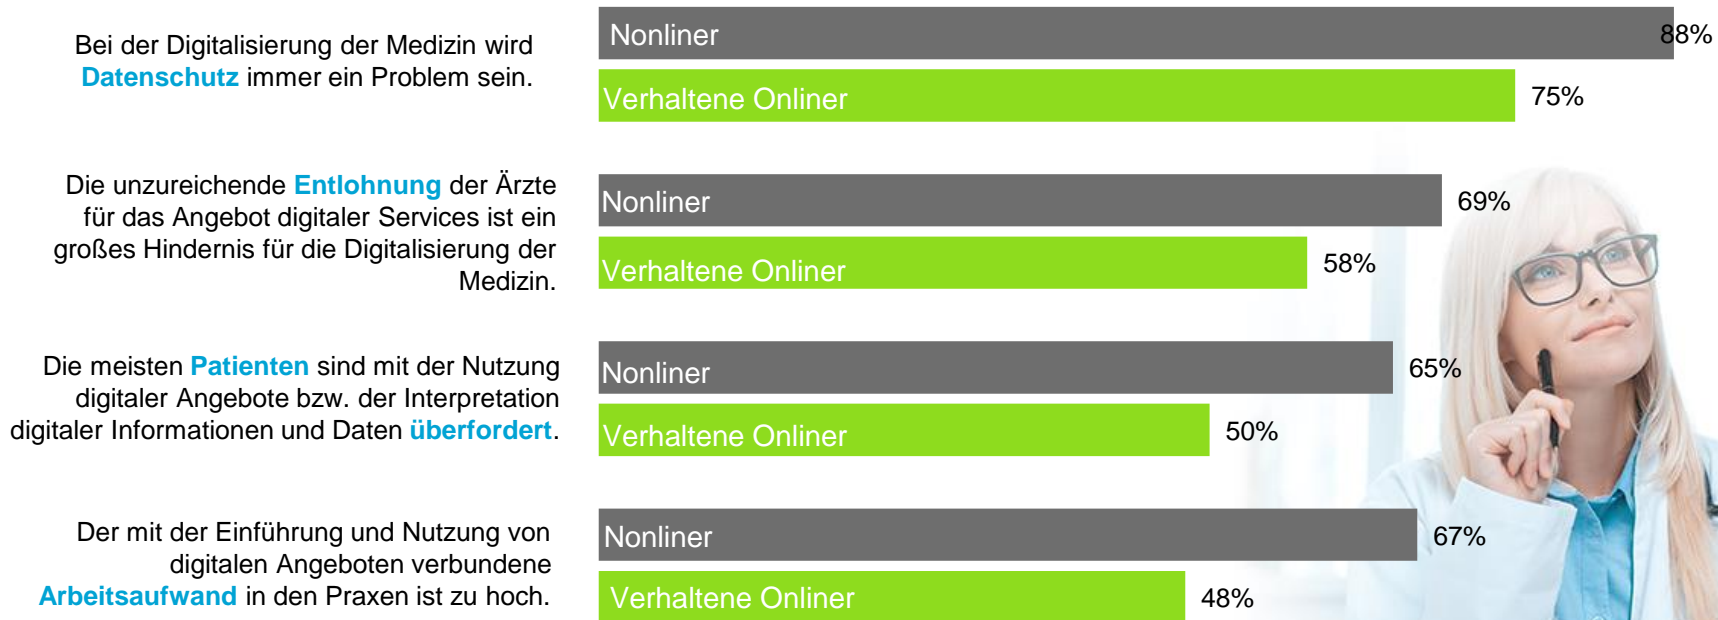 Bei der Digitalisierung der Medizin wird
Datenschutz immer ein Problem sein.
Nonliner
88%
Verhaltene Onliner
75%
Die unzureichende Entlohnung der Ärzte
für das Angebot digitaler Services ist ein
großes Hindernis für die Digitalisierung der
Medizin.
Nonliner
69%
Verhaltene Onliner
58%
Die meisten Patienten sind mit der Nutzung
digitaler Angebote bzw. der Interpretation
digitaler Informationen und Daten überfordert.
Nonliner
65%
Verhaltene Onliner
50%
Der mit der Einführung und Nutzung von
digitalen Angeboten verbundene
Arbeitsaufwand in den Praxen ist zu hoch.
Nonliner
67%
Verhaltene Onliner
48%